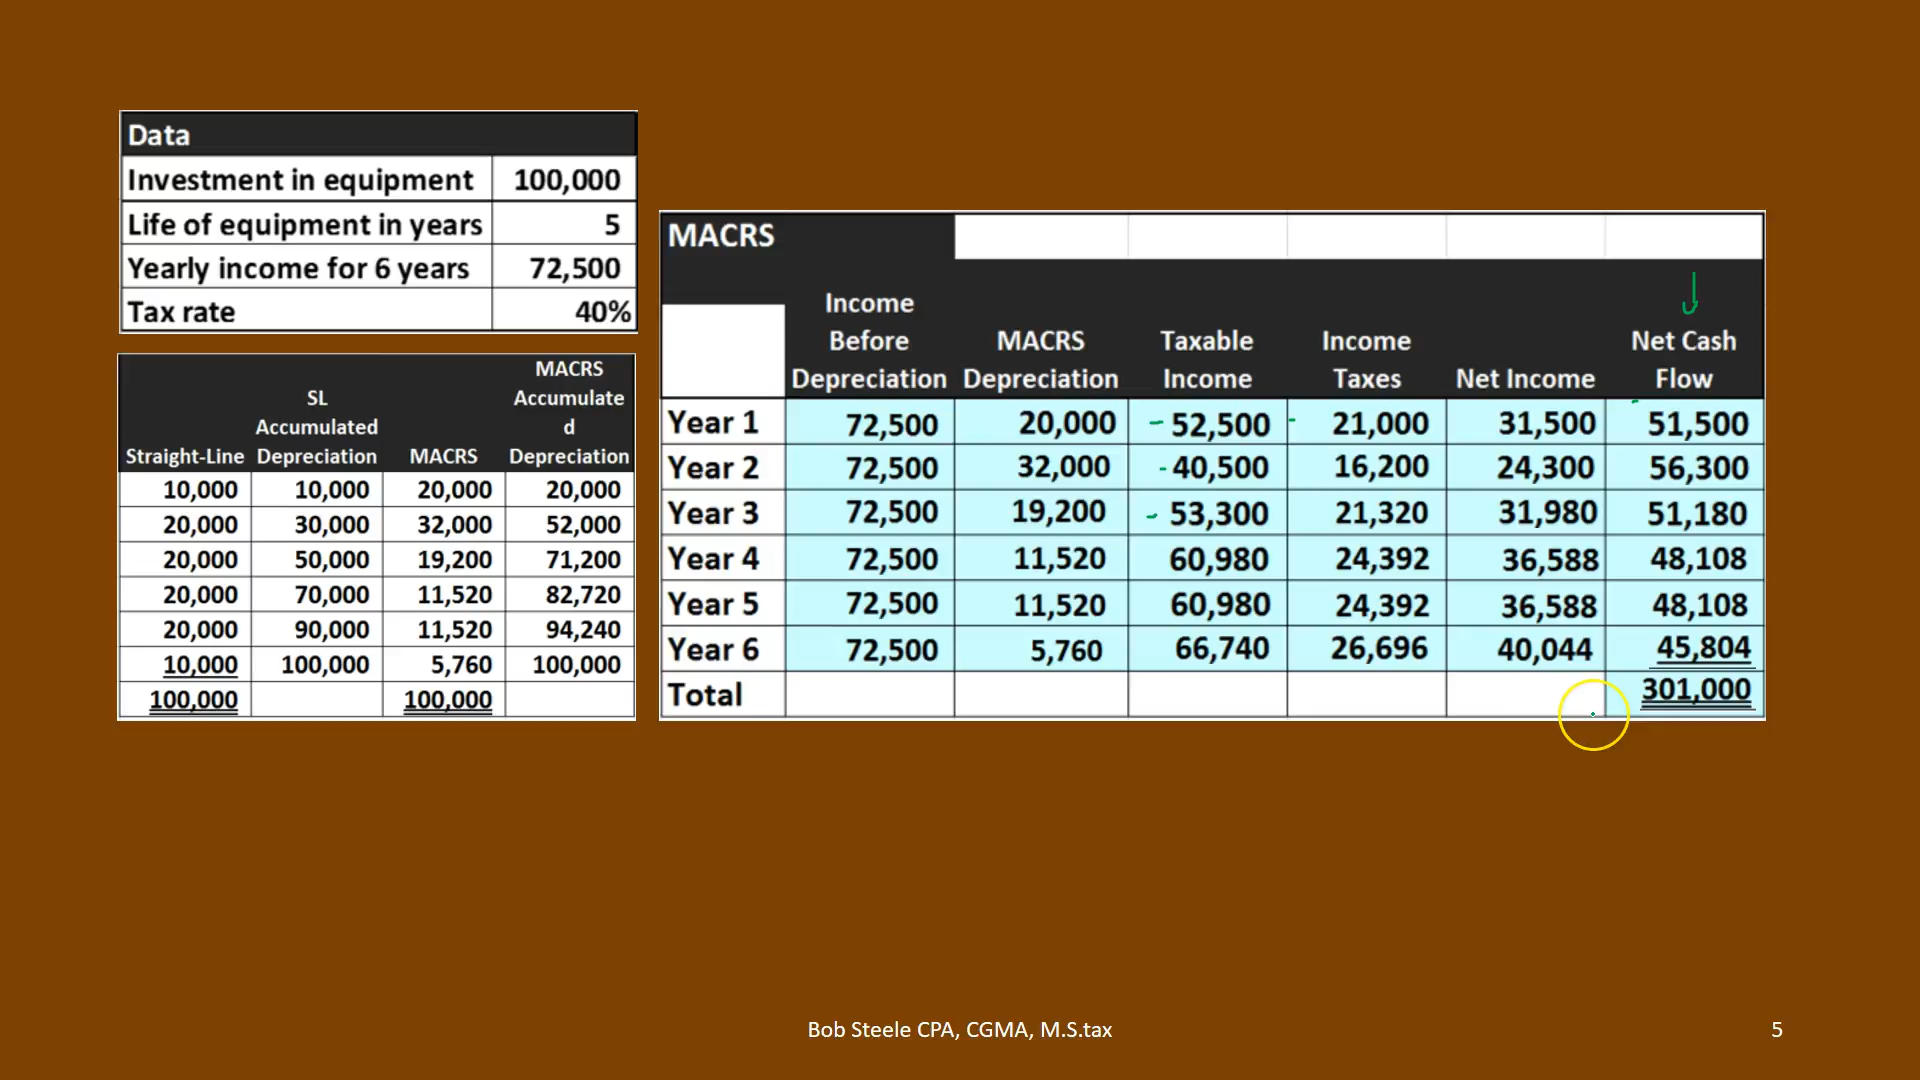 Data
Investment in equipment 100,000
Life of equipment in years 5
Yearly income for 6 years 72,500
Tax rate 40%
MACRS
SL Accumulate
Accumulated d
Straight-Line Depreciation MACRS Depreciation
10,000 10,000 20,000 20,000
20,000 30,000 32,000 52,000
20,000 50,000 19,200 71,200
20,000 70,000 11,520 82,720
20,000 90,000 11,520 94,240
10,000 100,000 5,760 100,000
100,000 100,000
MACRS
Income
Before MACRS Taxable Income Net Cash
Depreciation Depreciation Income Taxes Net Income Flow
Year 1 72,500 20,000 52,500 21,000 31,500 51,500
Year 2 72,500 32,000 40,500 16,200 24,300 56,300
Year 3 72,500 19,200 53,300 21,320 31,980 51,180
Year 4 72,500 11,520 60,980 24,392 36,588 48,108
Year 5 72,500 11,520 60,980 24,392 36,588 48,108
Year 6 72,500 5,760 66,740 26,696 40,044 45,804
Total 301,000
Bob Steele CPA, CGMA, M.S.tax
5